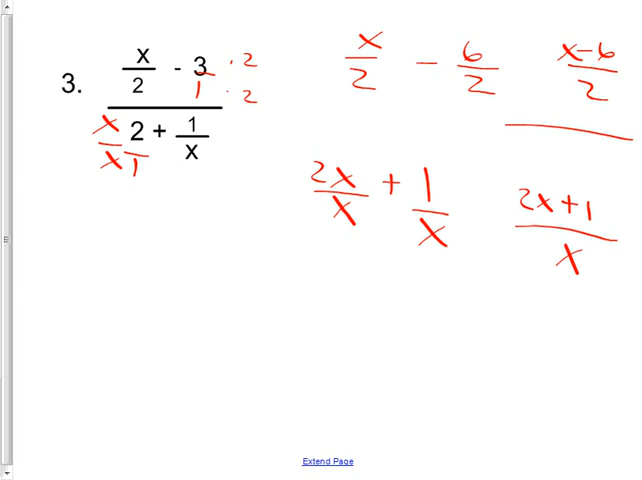 3. x/2 - 3/1 · 2 · 2
x/x 2/1 + 1/x
x/2 - 6/2
x-6/2
2x/x + 1/x
2x+1/x
Extend Page